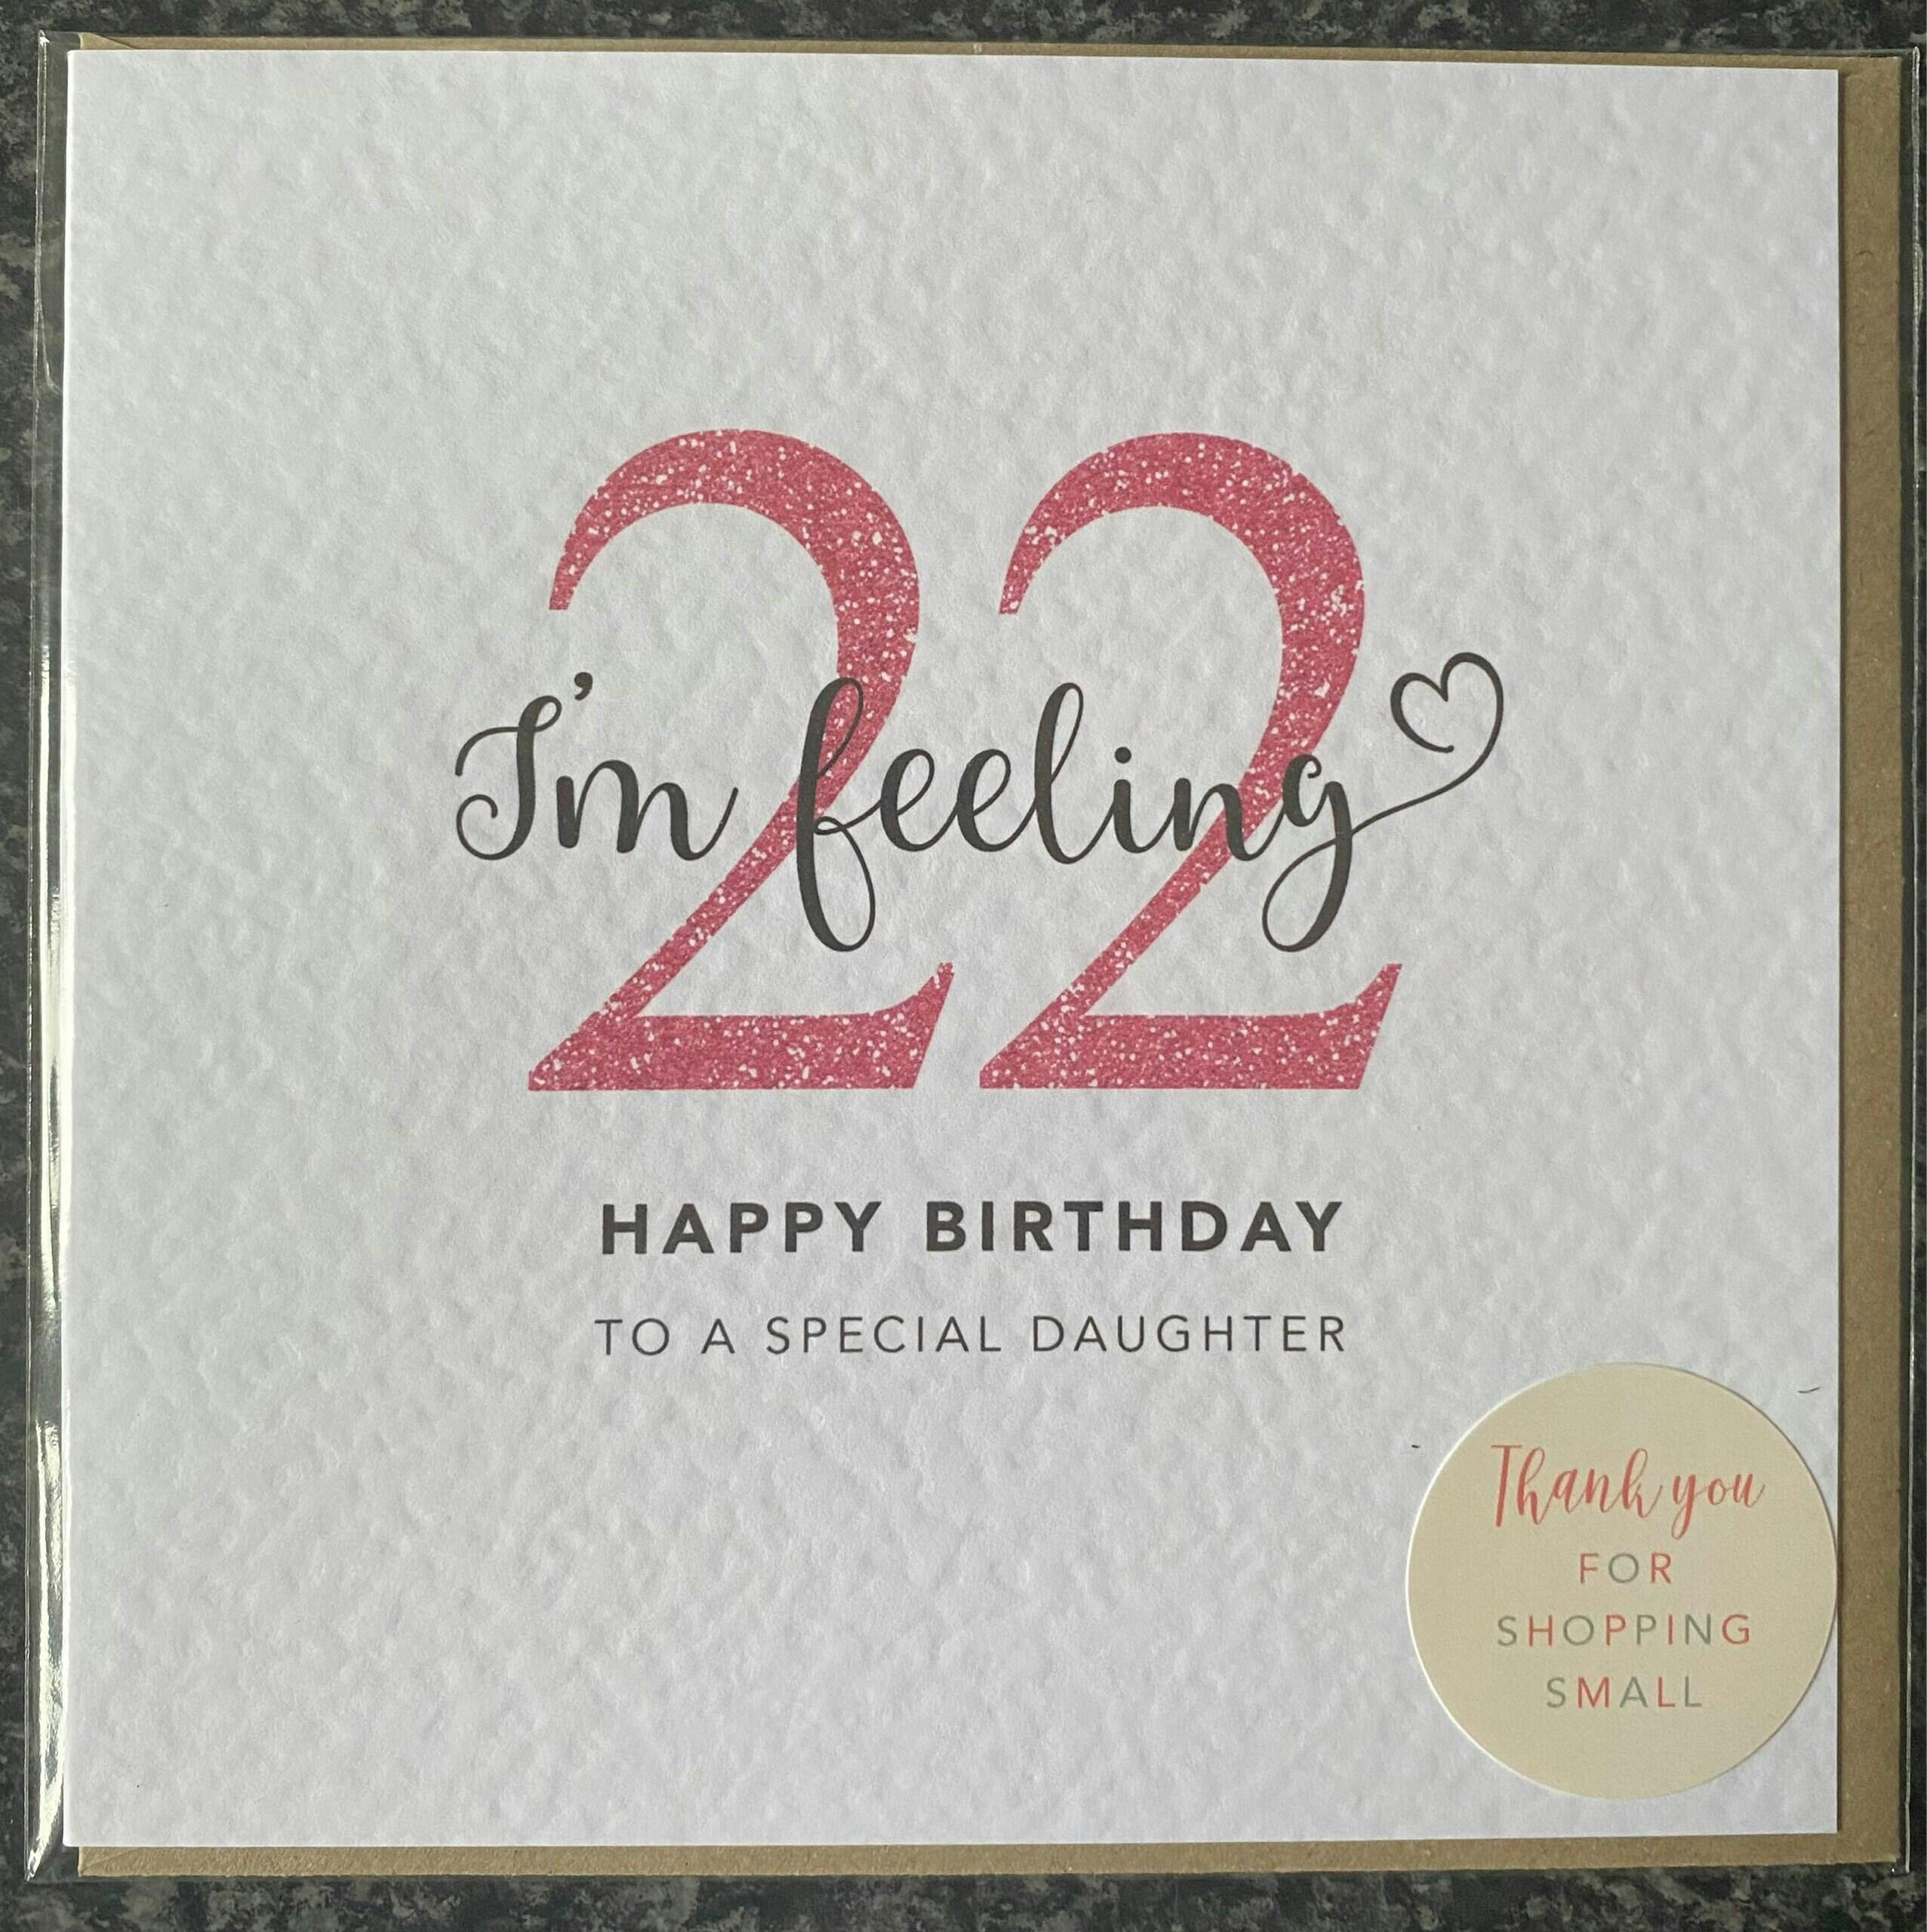 I'm feeling
22
HAPPY BIRTHDAY
TO A SPECIAL DAUGHTER
Thank you
FOR
SHOPPING
SMALL